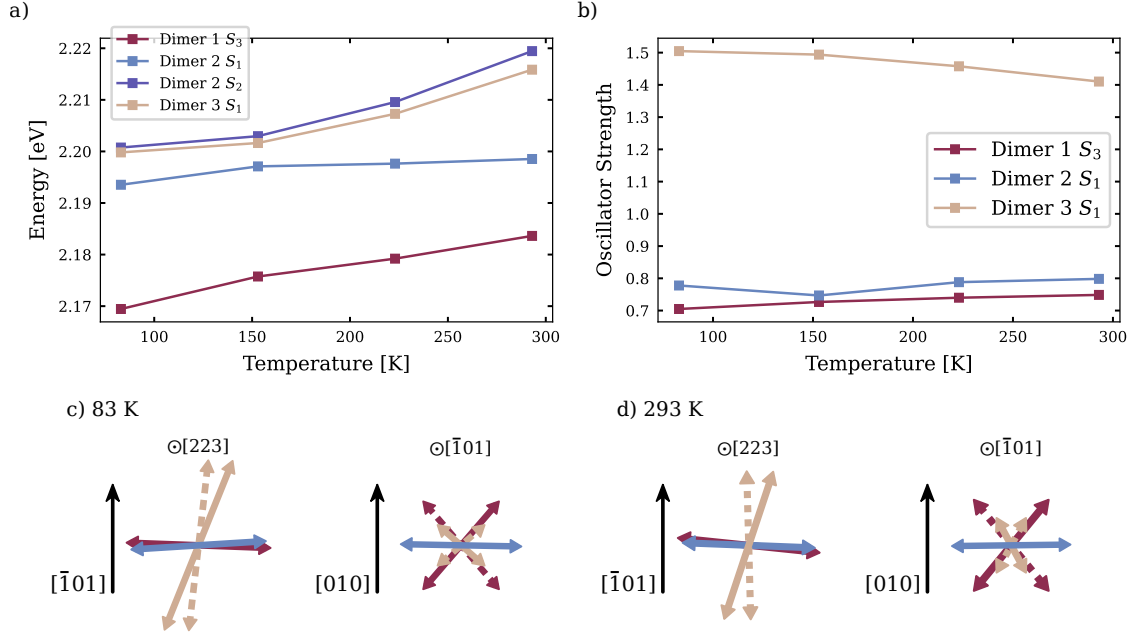 a)
Dimer 1 S₃
Dimer 2 S₁
Dimer 2 S₂
Dimer 3 S₁
2.22
2.21
2.20
2.19
2.18
2.17
Energy [eV]
100
150
200
250
300
Temperature [K]
b)
1.5
1.4
1.3
1.2
1.1
1.0
0.9
0.8
0.7
Oscillator Strength
Dimer 1 S₃
Dimer 2 S₁
Dimer 3 S₁
100
150
200
250
300
Temperature [K]
c) 83 K
⊙[223]
[1̄01]
⊙[1̄01]
[010]
d) 293 K
⊙[223]
[1̄01]
⊙[1̄01]
[010]